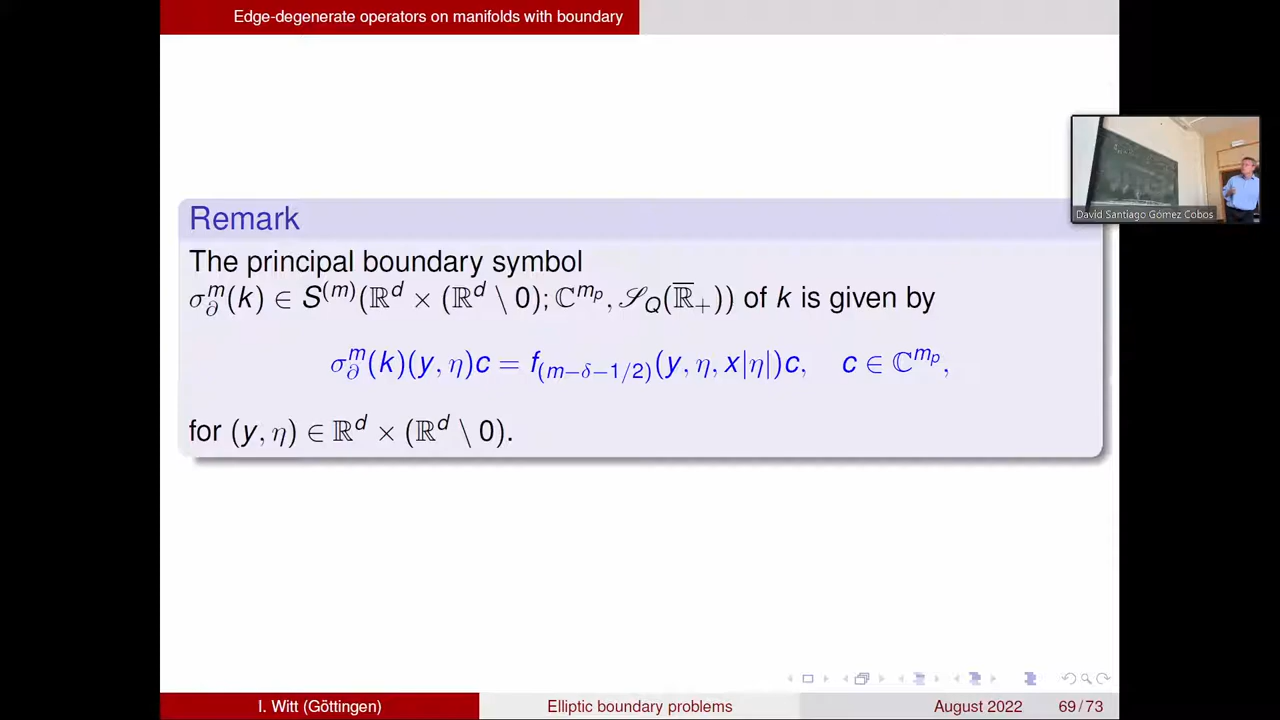 Edge-degenerate operators on manifolds with boundary
Remark
The principal boundary symbol
σ_∂^m(k) ∈ S^(m)(ℝ^d × (ℝ^d \ 0); ℂ^{m_p}, 𝒮_Q(ℝ̅_+)) of k is given by
σ_∂^m(k)(y, η)c = f_{(m−δ−1/2)}(y, η, x|η|)c, c ∈ ℂ^{m_p},
for (y, η) ∈ ℝ^d × (ℝ^d \ 0).
David Santiago Gómez Cobos
I. Witt (Göttingen) Elliptic boundary problems August 2022 69 / 73